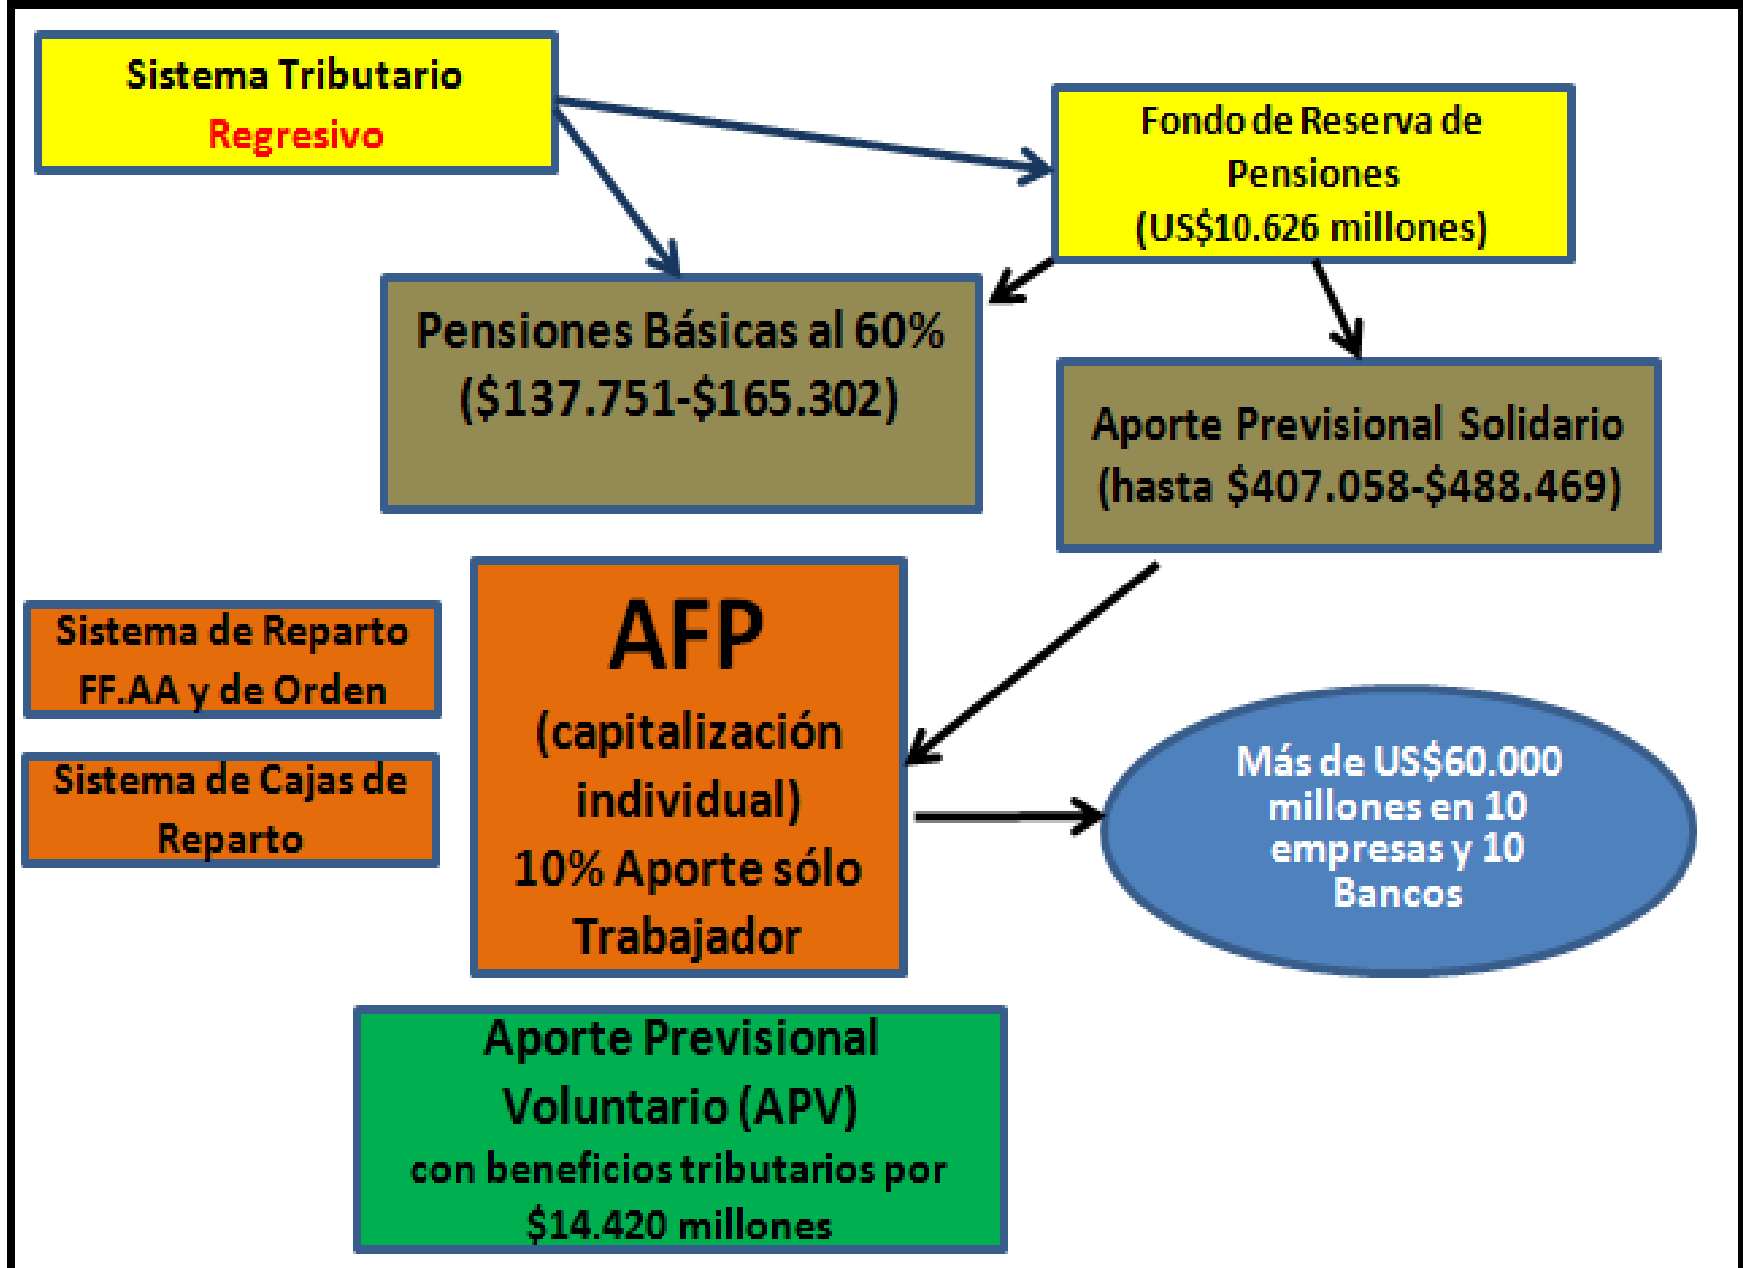 Sistema Tributario
Regresivo
Fondo de Reserva de
Pensiones
(US$10.626 millones)
Pensiones Básicas al 60%
($137.751-$165.302)
Aporte Previsional Solidario
(hasta $407.058-$488.469)
Sistema de Reparto
FF.AA y de Orden
Sistema de Cajas de
Reparto
AFP
(capitalización
individual)
10% Aporte sólo
Trabajador
Más de US$60.000
millones en 10
empresas y 10
Bancos
Aporte Previsional
Voluntario (APV)
con beneficios tributarios por
$14.420 millones